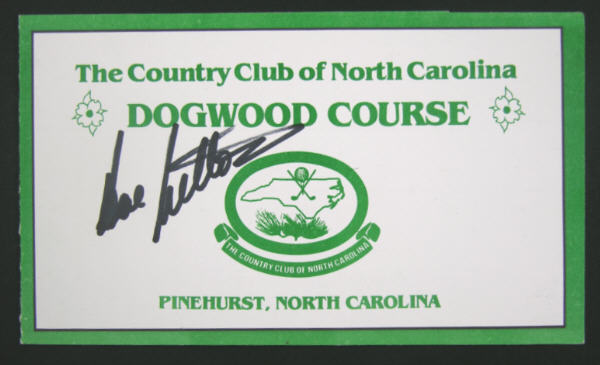 The Country Club of North Carolina
DOGWOOD COURSE
THE COUNTRY CLUB OF NORTH CAROLINA
PINEHURST, NORTH CAROLINA